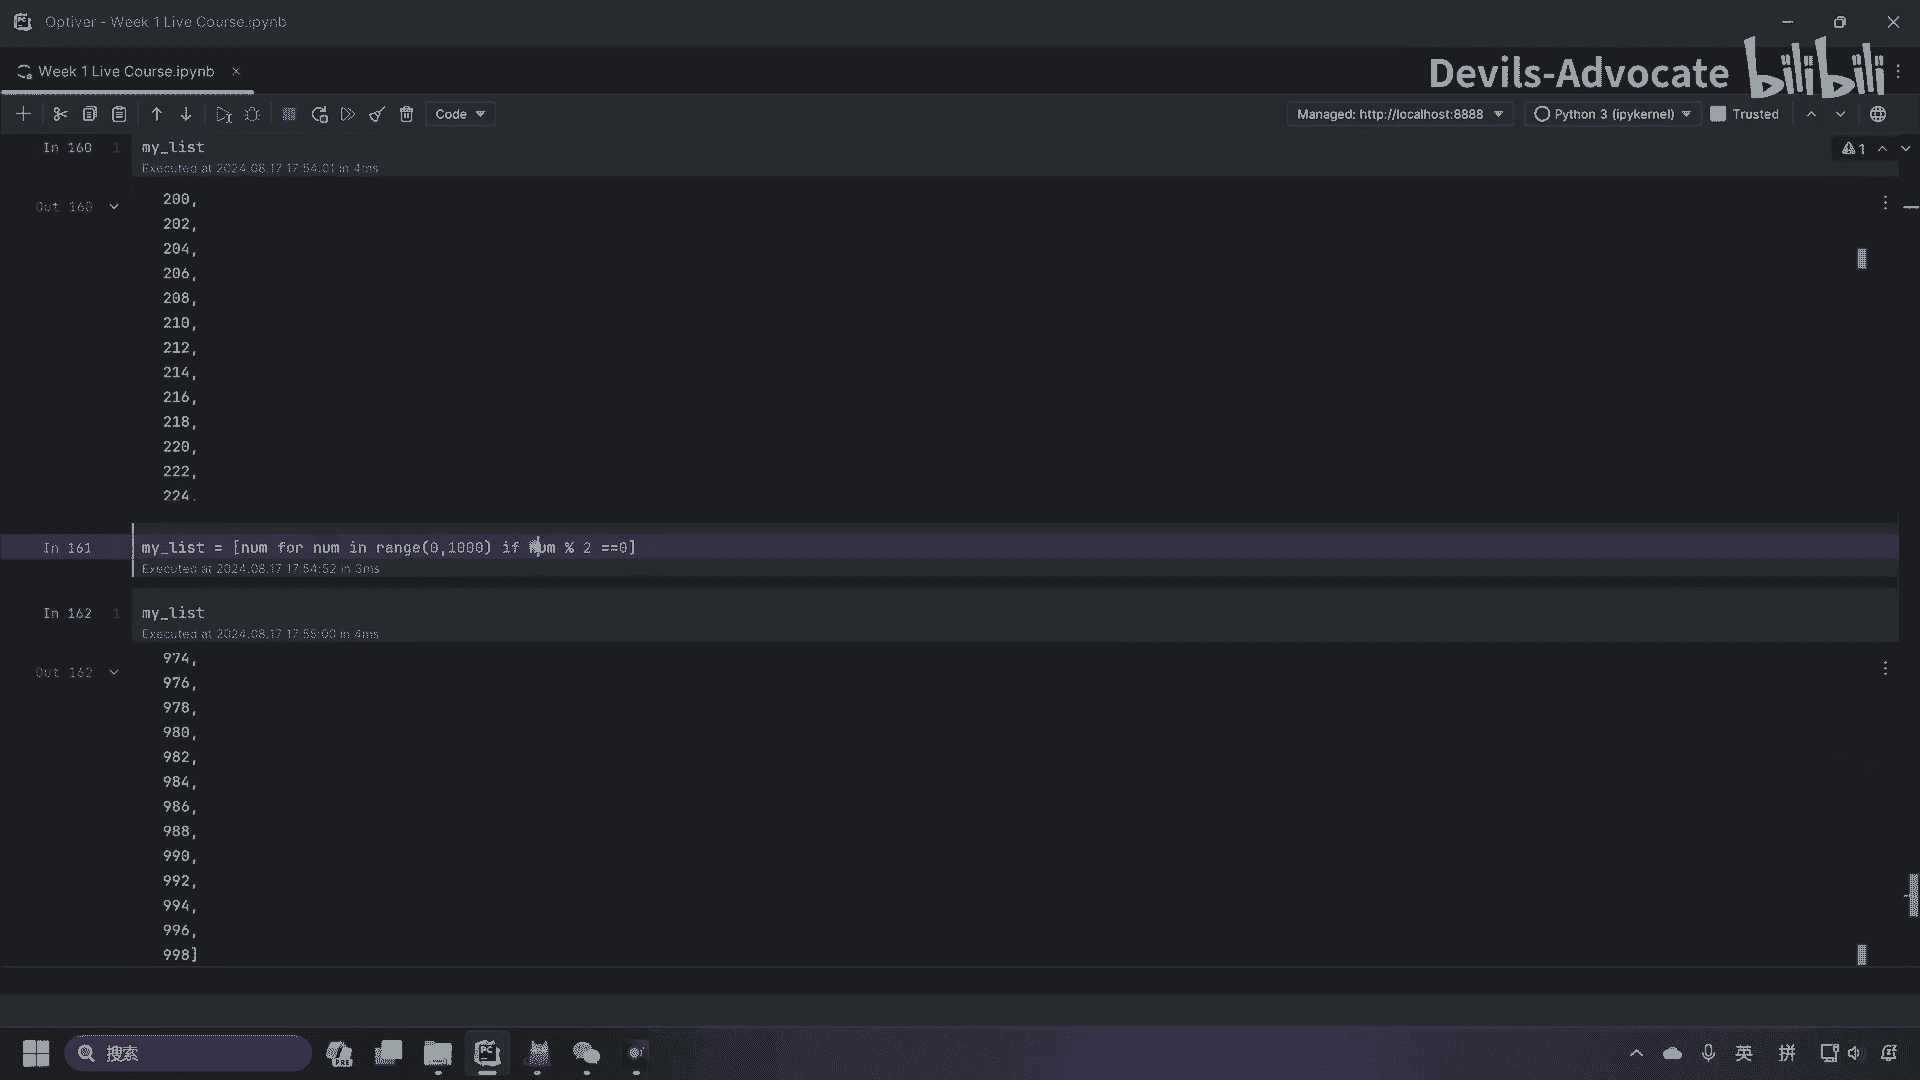 Optiver - Week 1 Live Course.ipynb
Week 1 Live Course.ipynb
Devils-Advocate bilibili
Code
Managed: http://localhost:8888
Python 3 (ipykernel)
Trusted
In 160 1 my_list
Executed at 2024.08.17 17:54:01 in 4ms
1
Out 160
200,
202,
204,
206,
208,
210,
212,
214,
216,
218,
220,
222,
224,
In 161 my_list = [num for num in range(0,1000) if num % 2 ==0]
Executed at 2024.08.17 17:54:52 in 3ms
In 162 1 my_list
Executed at 2024.08.17 17:55:00 in 4ms
Out 162
974,
976,
978,
980,
982,
984,
986,
988,
990,
992,
994,
996,
998]
搜索
PRE
PC
英
拼